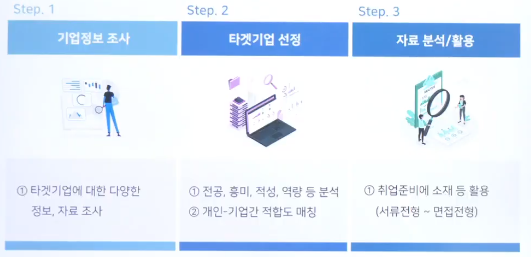 Step. 1
기업정보 조사
① 타겟기업에 대한 다양한
정보, 자료 조사
Step. 2
타겟기업 선정
① 전공, 흥미, 적성, 역량 등 분석
② 개인-기업간 적합도 매칭
Step. 3
자료 분석/활용
① 취업준비에 소재 등 활용
(서류전형 ~ 면접전형)